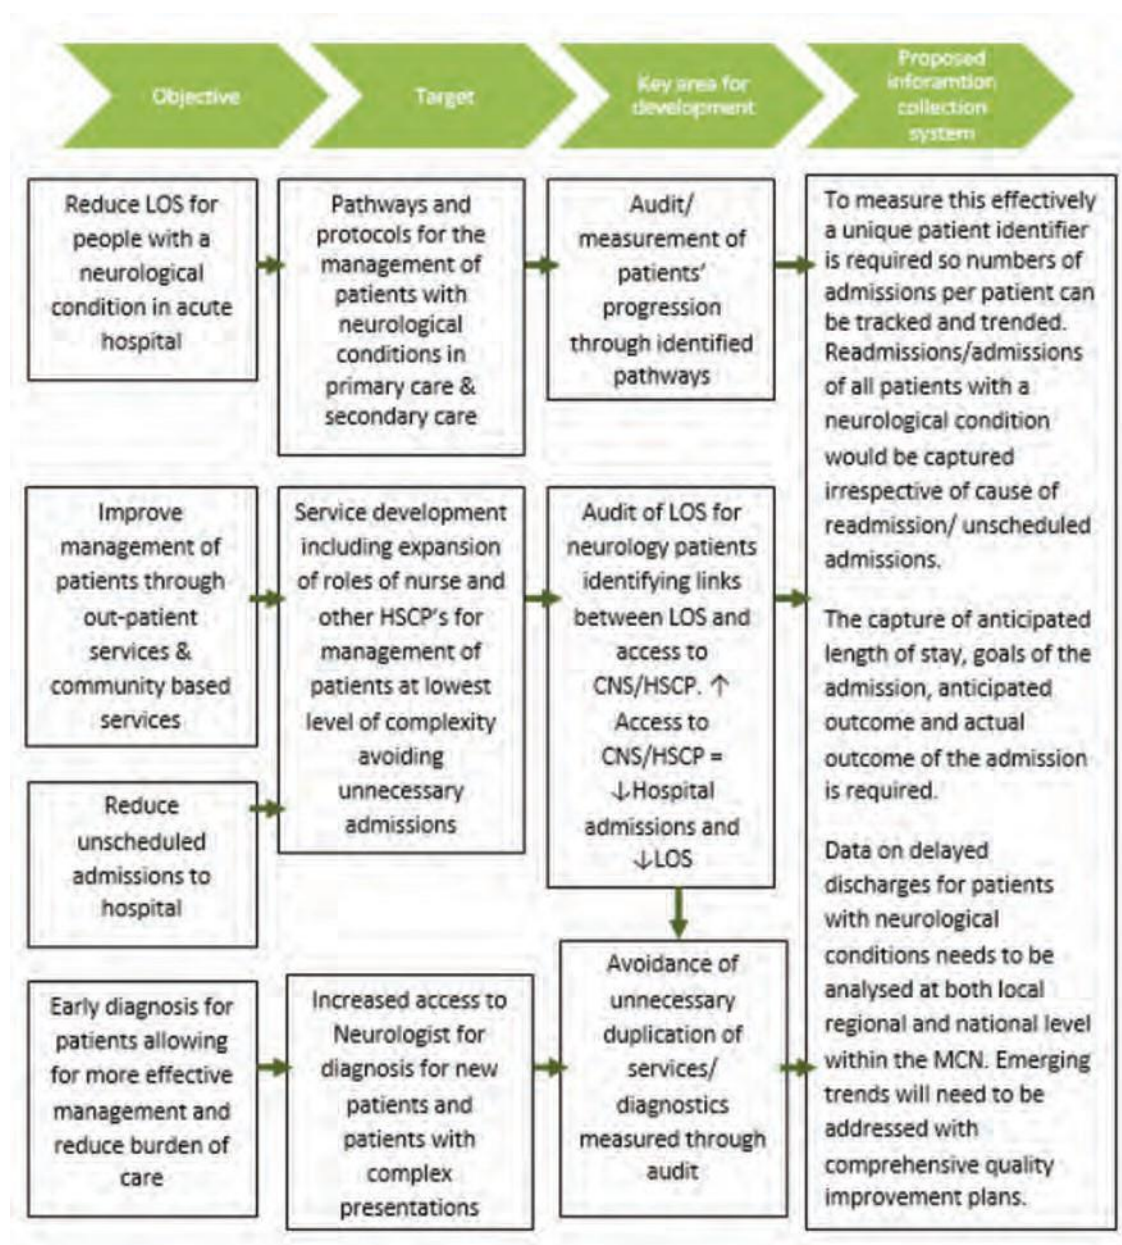 Objective
Target
Key area for
development
Proposed
inforamtion
collection
system
Reduce LOS for
people with a
neurological
condition in acute
hospital
Pathways and
protocols for the
management of
patients with
neurological
conditions in
primary care &
secondary care
Audit/
measurement of
patients'
progression
through identified
pathways
Improve
management of
patients through
out-patient
services &
community based
services
Reduce
unscheduled
admissions to
hospital
Service development
including expansion
of roles of nurse and
other HSCP's for
management of
patients at lowest
level of complexity
avoiding
unnecessary
admissions
Audit of LOS for
neurology patients
identifying links
between LOS and
access to
CNS/HSCP. ↑
Access to
CNS/HSCP =
↓Hospital
admissions and
↓LOS
Early diagnosis for
patients allowing
for more effective
management and
reduce burden of
care
Increased access to
Neurologist for
diagnosis for new
patients and
patients with
complex
presentations
Avoidance of
unnecessary
duplication of
services/
diagnostics
measured through
audit
To measure this effectively
a unique patient identifier
is required so numbers of
admissions per patient can
be tracked and trended.
Readmissions/admissions
of all patients with a
neurological condition
would be captured
irrespective of cause of
readmission/ unscheduled
admissions.
The capture of anticipated
length of stay, goals of the
admission, anticipated
outcome and actual
outcome of the admission
is required.
Data on delayed
discharges for patients
with neurological
conditions needs to be
analysed at both local
regional and national level
within the MCN. Emerging
trends will need to be
addressed with
comprehensive quality
improvement plans.